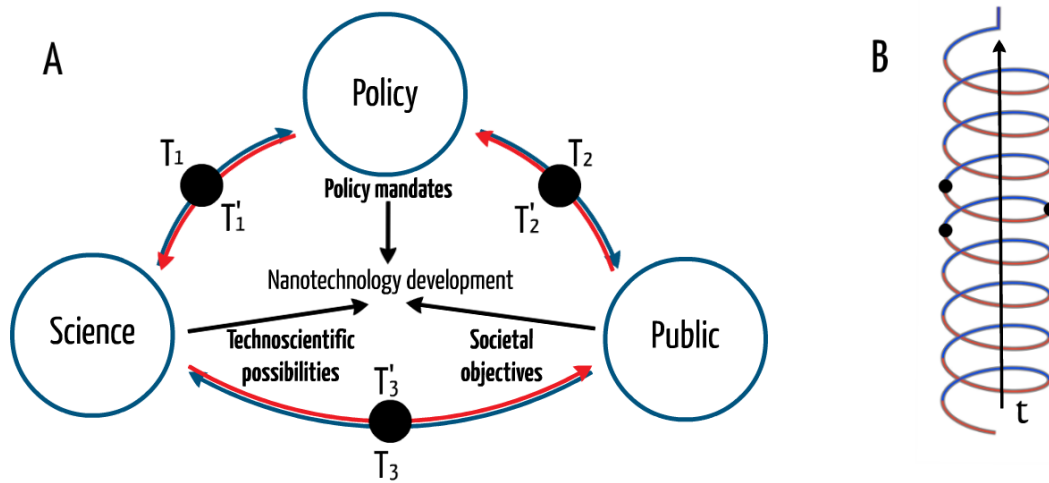 A
B
Policy
T1
T'1
T2
T'2
Policy mandates
Nanotechnology development
Science
Technoscientific
possibilities
Societal
objectives
Public
T'3
T3
t